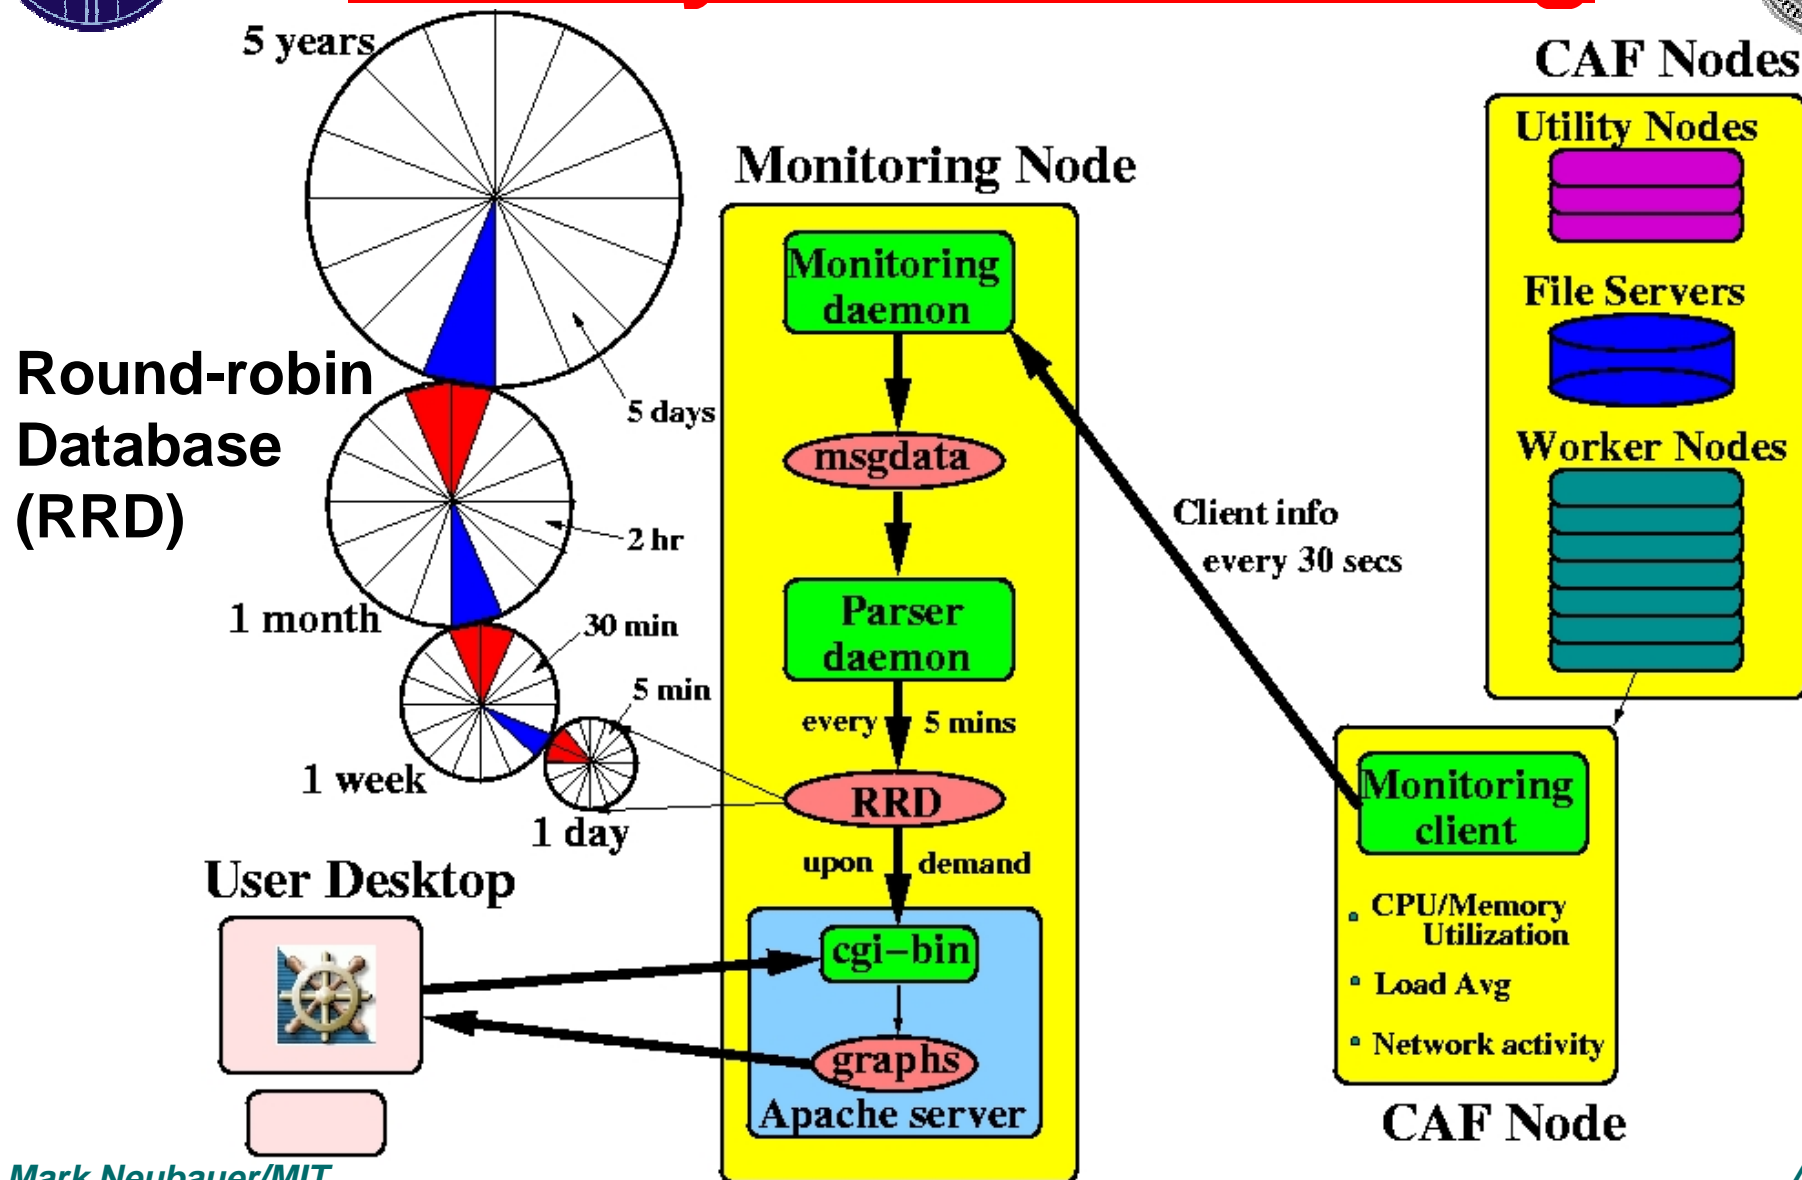 5 years
CAF Nodes
Utility Nodes
Monitoring Node
Monitoring
daemon
File Servers
Round-robin
Database
(RRD)
5 days
msgdata
Worker Nodes
2 hr
Client info
every 30 secs
1 month
30 min
Parser
daemon
5 min
every 5 mins
1 week
RRD
1 day
Monitoring
client
upon demand
User Desktop
CPU/Memory
Utilization
cgi-bin
Load Avg
Network activity
graphs
Apache server
CAF Node
Mark Neubauer/MIT